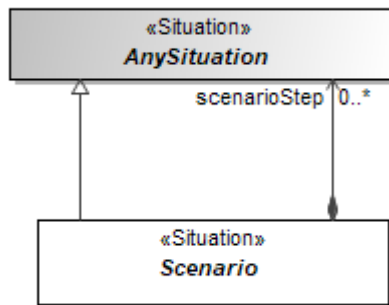 «Situation»
AnySituation
scenarioStep 0..*
«Situation»
Scenario